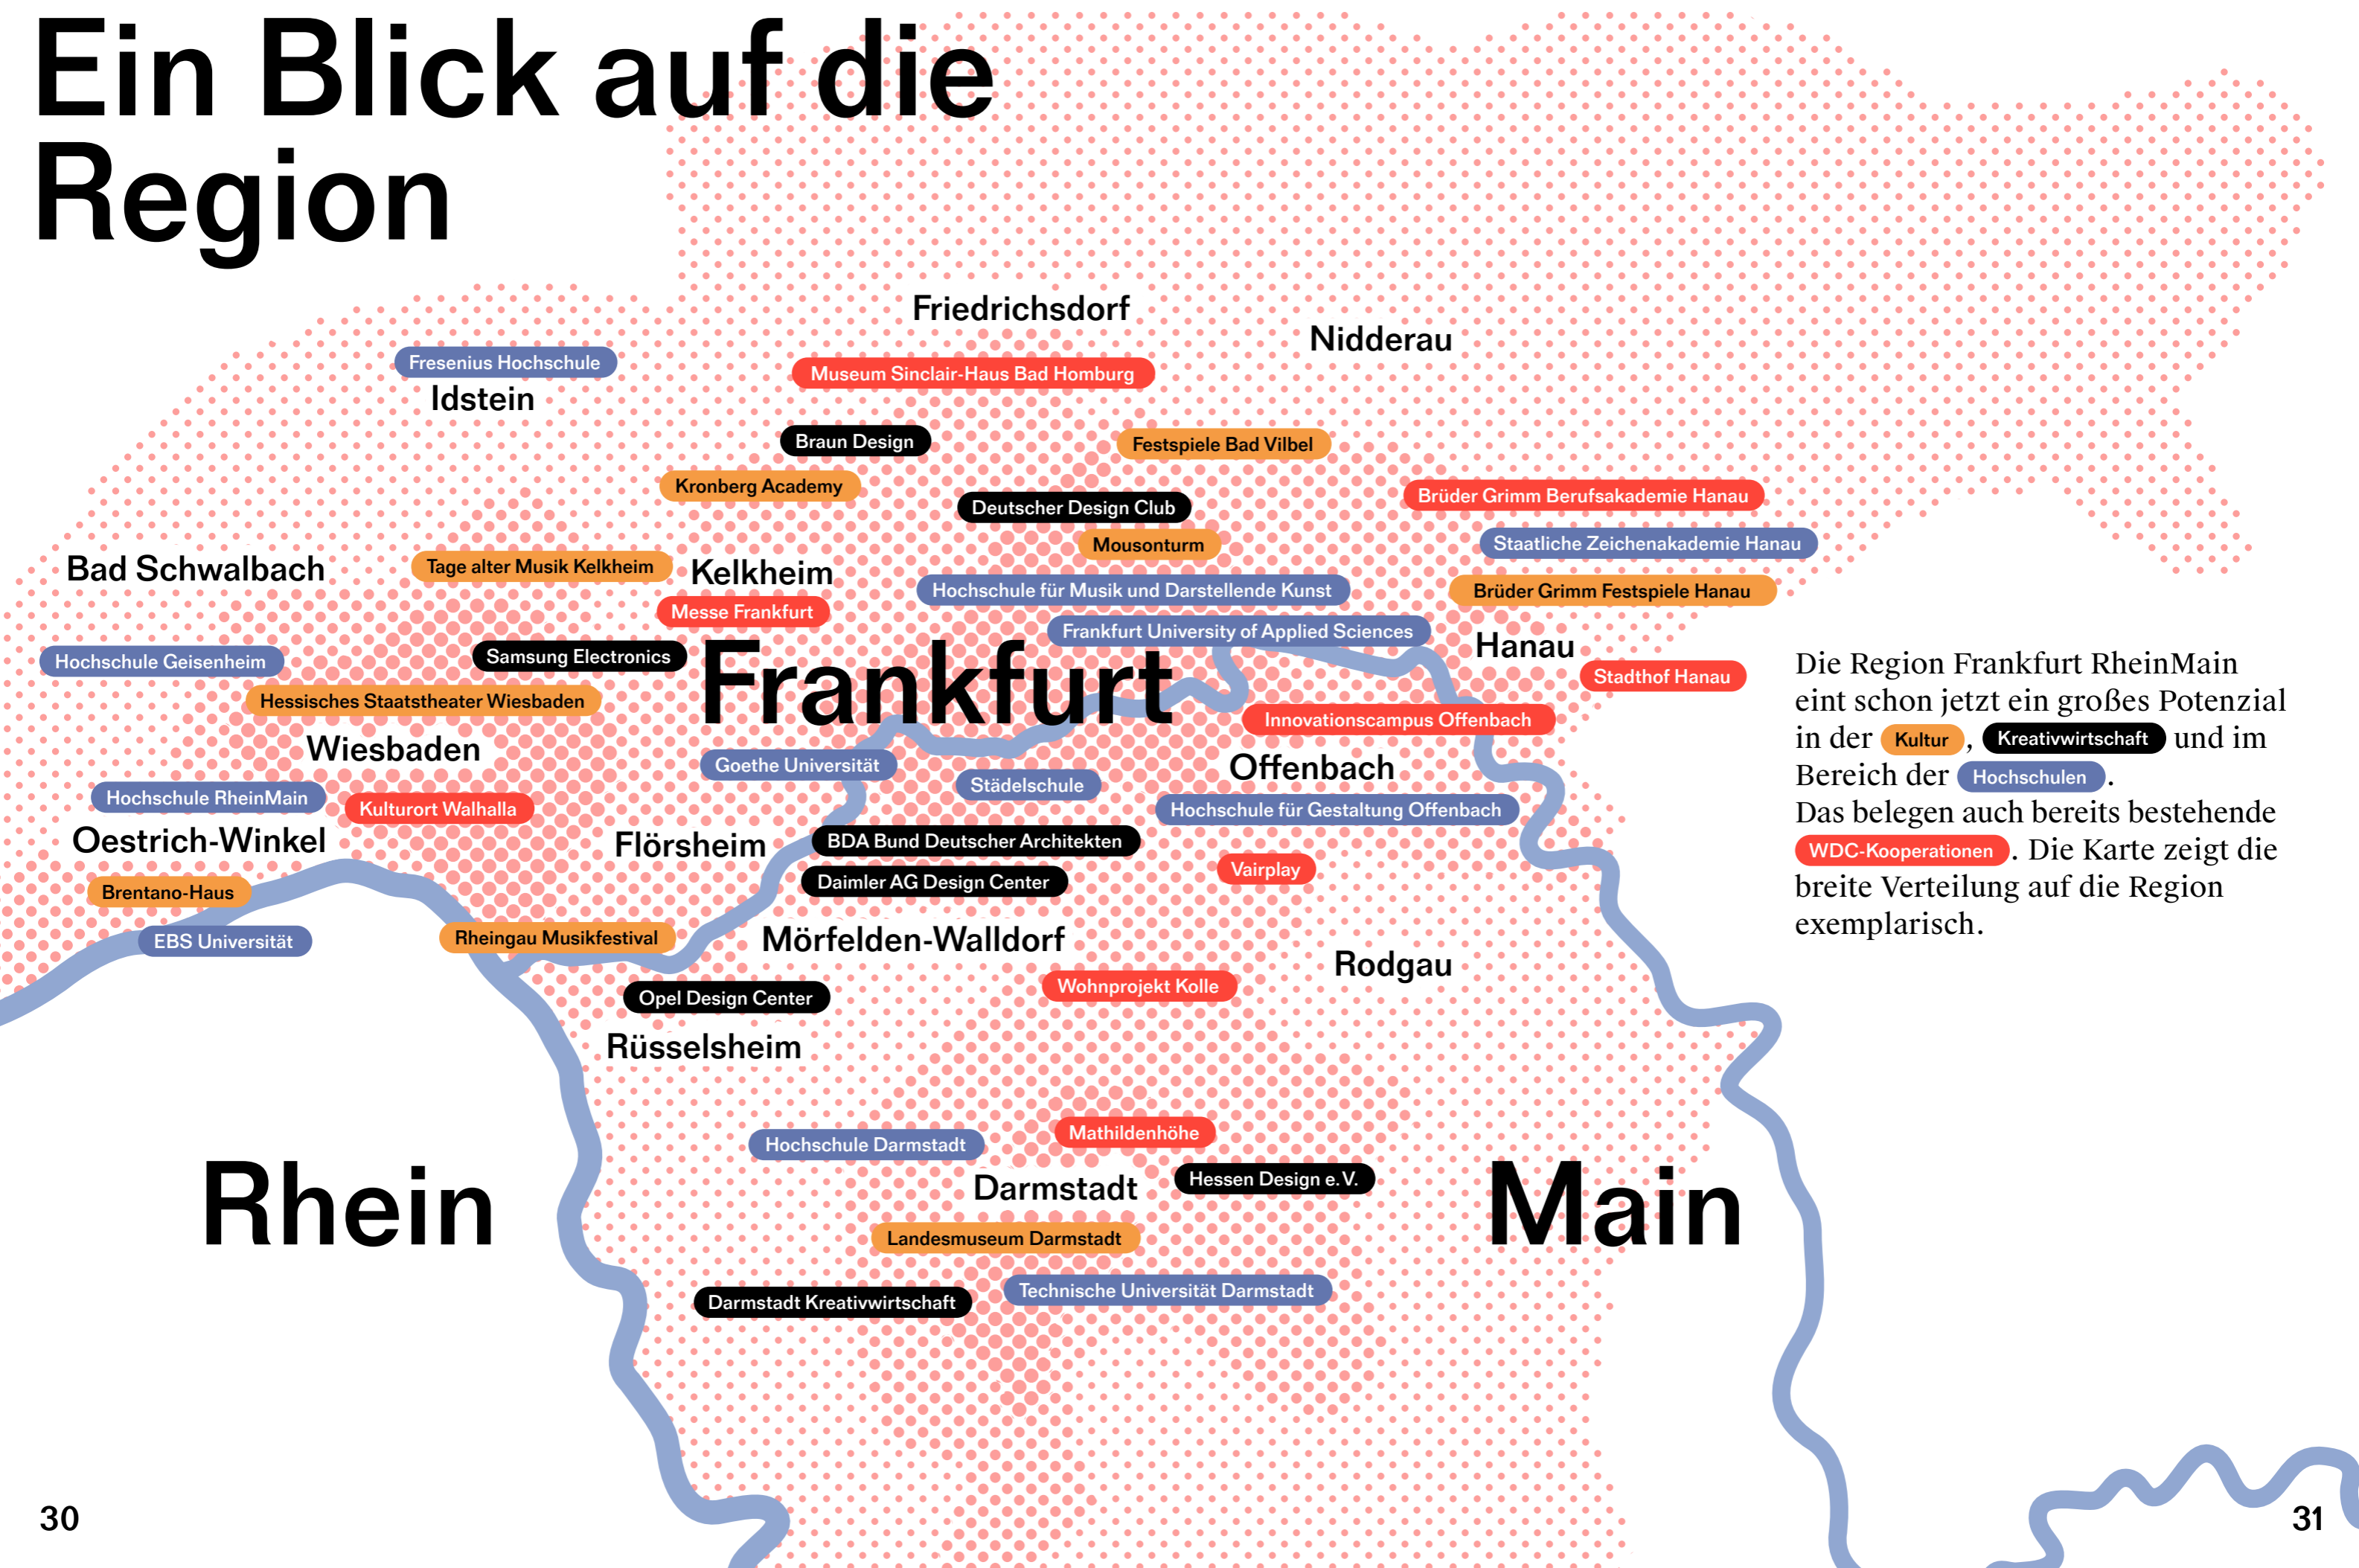 Ein Blick auf die
Region
Friedrichsdorf
Nidderau
Fresenius Hochschule
Museum Sinclair-Haus Bad Homburg
Idstein
Braun Design
Festspiele Bad Vilbel
Kronberg Academy
Brüder Grimm Berufsakademie Hanau
Deutscher Design Club
Staatliche Zeichenakademie Hanau
Mousonturm
Bad Schwalbach
Tage alter Musik Kelkheim
Kelkheim
Hochschule für Musik und Darstellende Kunst
Brüder Grimm Festspiele Hanau
Messe Frankfurt
Frankfurt University of Applied Sciences
Hanau
Hochschule Geisenheim
Samsung Electronics
Frankfurt
Stadthof Hanau
Hessisches Staatstheater Wiesbaden
Innovationscampus Offenbach
Wiesbaden
Goethe Universität
Offenbach
Städelschule
Hochschule RheinMain
Kulturort Walhalla
Hochschule für Gestaltung Offenbach
Oestrich-Winkel
Flörsheim
BDA Bund Deutscher Architekten
Vairplay
Brentano-Haus
Daimler AG Design Center
EBS Universität
Rheingau Musikfestival
Mörfelden-Walldorf
Rodgau
Opel Design Center
Wohnprojekt Kolle
Rüsselsheim
Hochschule Darmstadt
Mathildenhöhe
Rhein
Darmstadt
Hessen Design e. V.
Main
Landesmuseum Darmstadt
Darmstadt Kreativwirtschaft
Technische Universität Darmstadt
Die Region Frankfurt RheinMain
eint schon jetzt ein großes Potenzial
in der Kultur, Kreativwirtschaft und im
Bereich der Hochschulen.
Das belegen auch bereits bestehende
WDC-Kooperationen. Die Karte zeigt die
breite Verteilung auf die Region
exemplarisch.
30
31